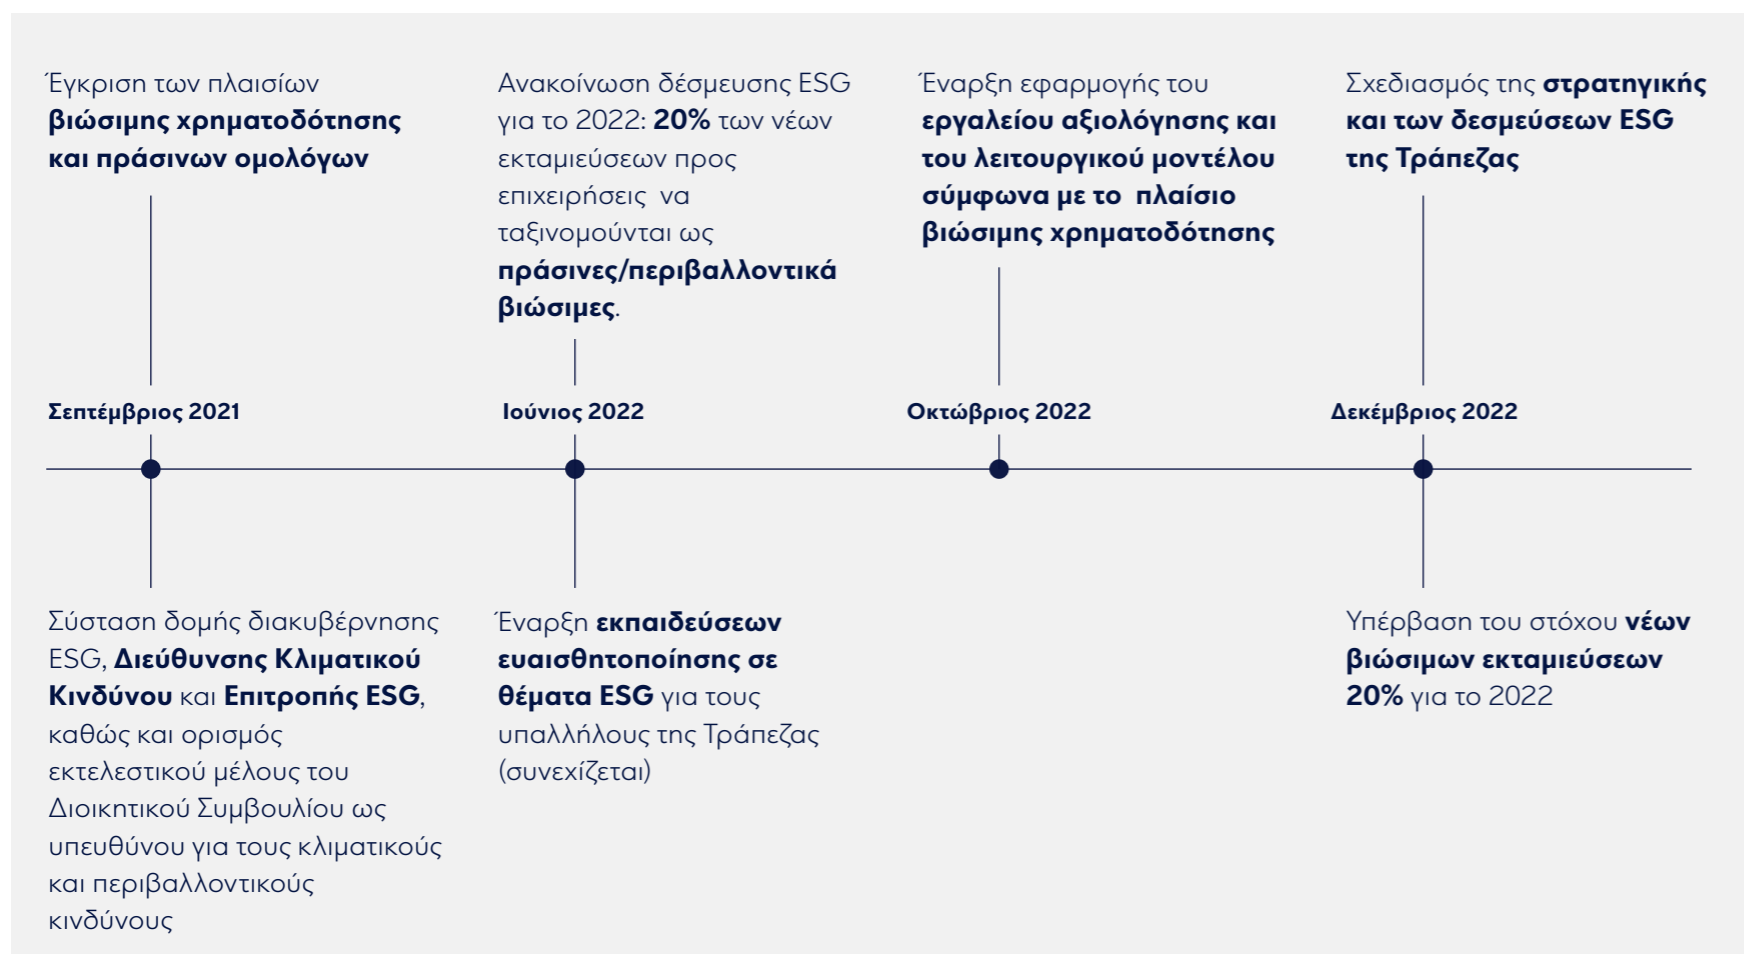 Έγκριση των πλαισίων
βιώσιμης χρηματοδότησης
και πράσινων ομολόγων
Ανακοίνωση δέσμευσης ESG
για το 2022: 20% των νέων
εκταμιεύσεων προς
επιχειρήσεις να
ταξινομούνται ως
πράσινες/περιβαλλοντικά
βιώσιμες.
Έναρξη εφαρμογής του
εργαλείου αξιολόγησης και
του λειτουργικού μοντέλου
σύμφωνα με το πλαίσιο
βιώσιμης χρηματοδότησης
Σχεδιασμός της στρατηγικής
και των δεσμεύσεων ESG
της Τράπεζας
Σεπτέμβριος 2021
Ιούνιος 2022
Οκτώβριος 2022
Δεκέμβριος 2022
Σύσταση δομής διακυβέρνησης
ESG, Διεύθυνσης Κλιματικού
Κινδύνου και Επιτροπής ESG,
καθώς και ορισμός
εκτελεστικού μέλους του
Διοικητικού Συμβουλίου ως
υπευθύνου για τους κλιματικούς
και περιβαλλοντικούς
κινδύνους
Έναρξη εκπαιδεύσεων
ευαισθητοποίησης σε
θέματα ESG για τους
υπαλλήλους της Τράπεζας
(συνεχίζεται)
Υπέρβαση του στόχου νέων
βιώσιμων εκταμιεύσεων
20% για το 2022